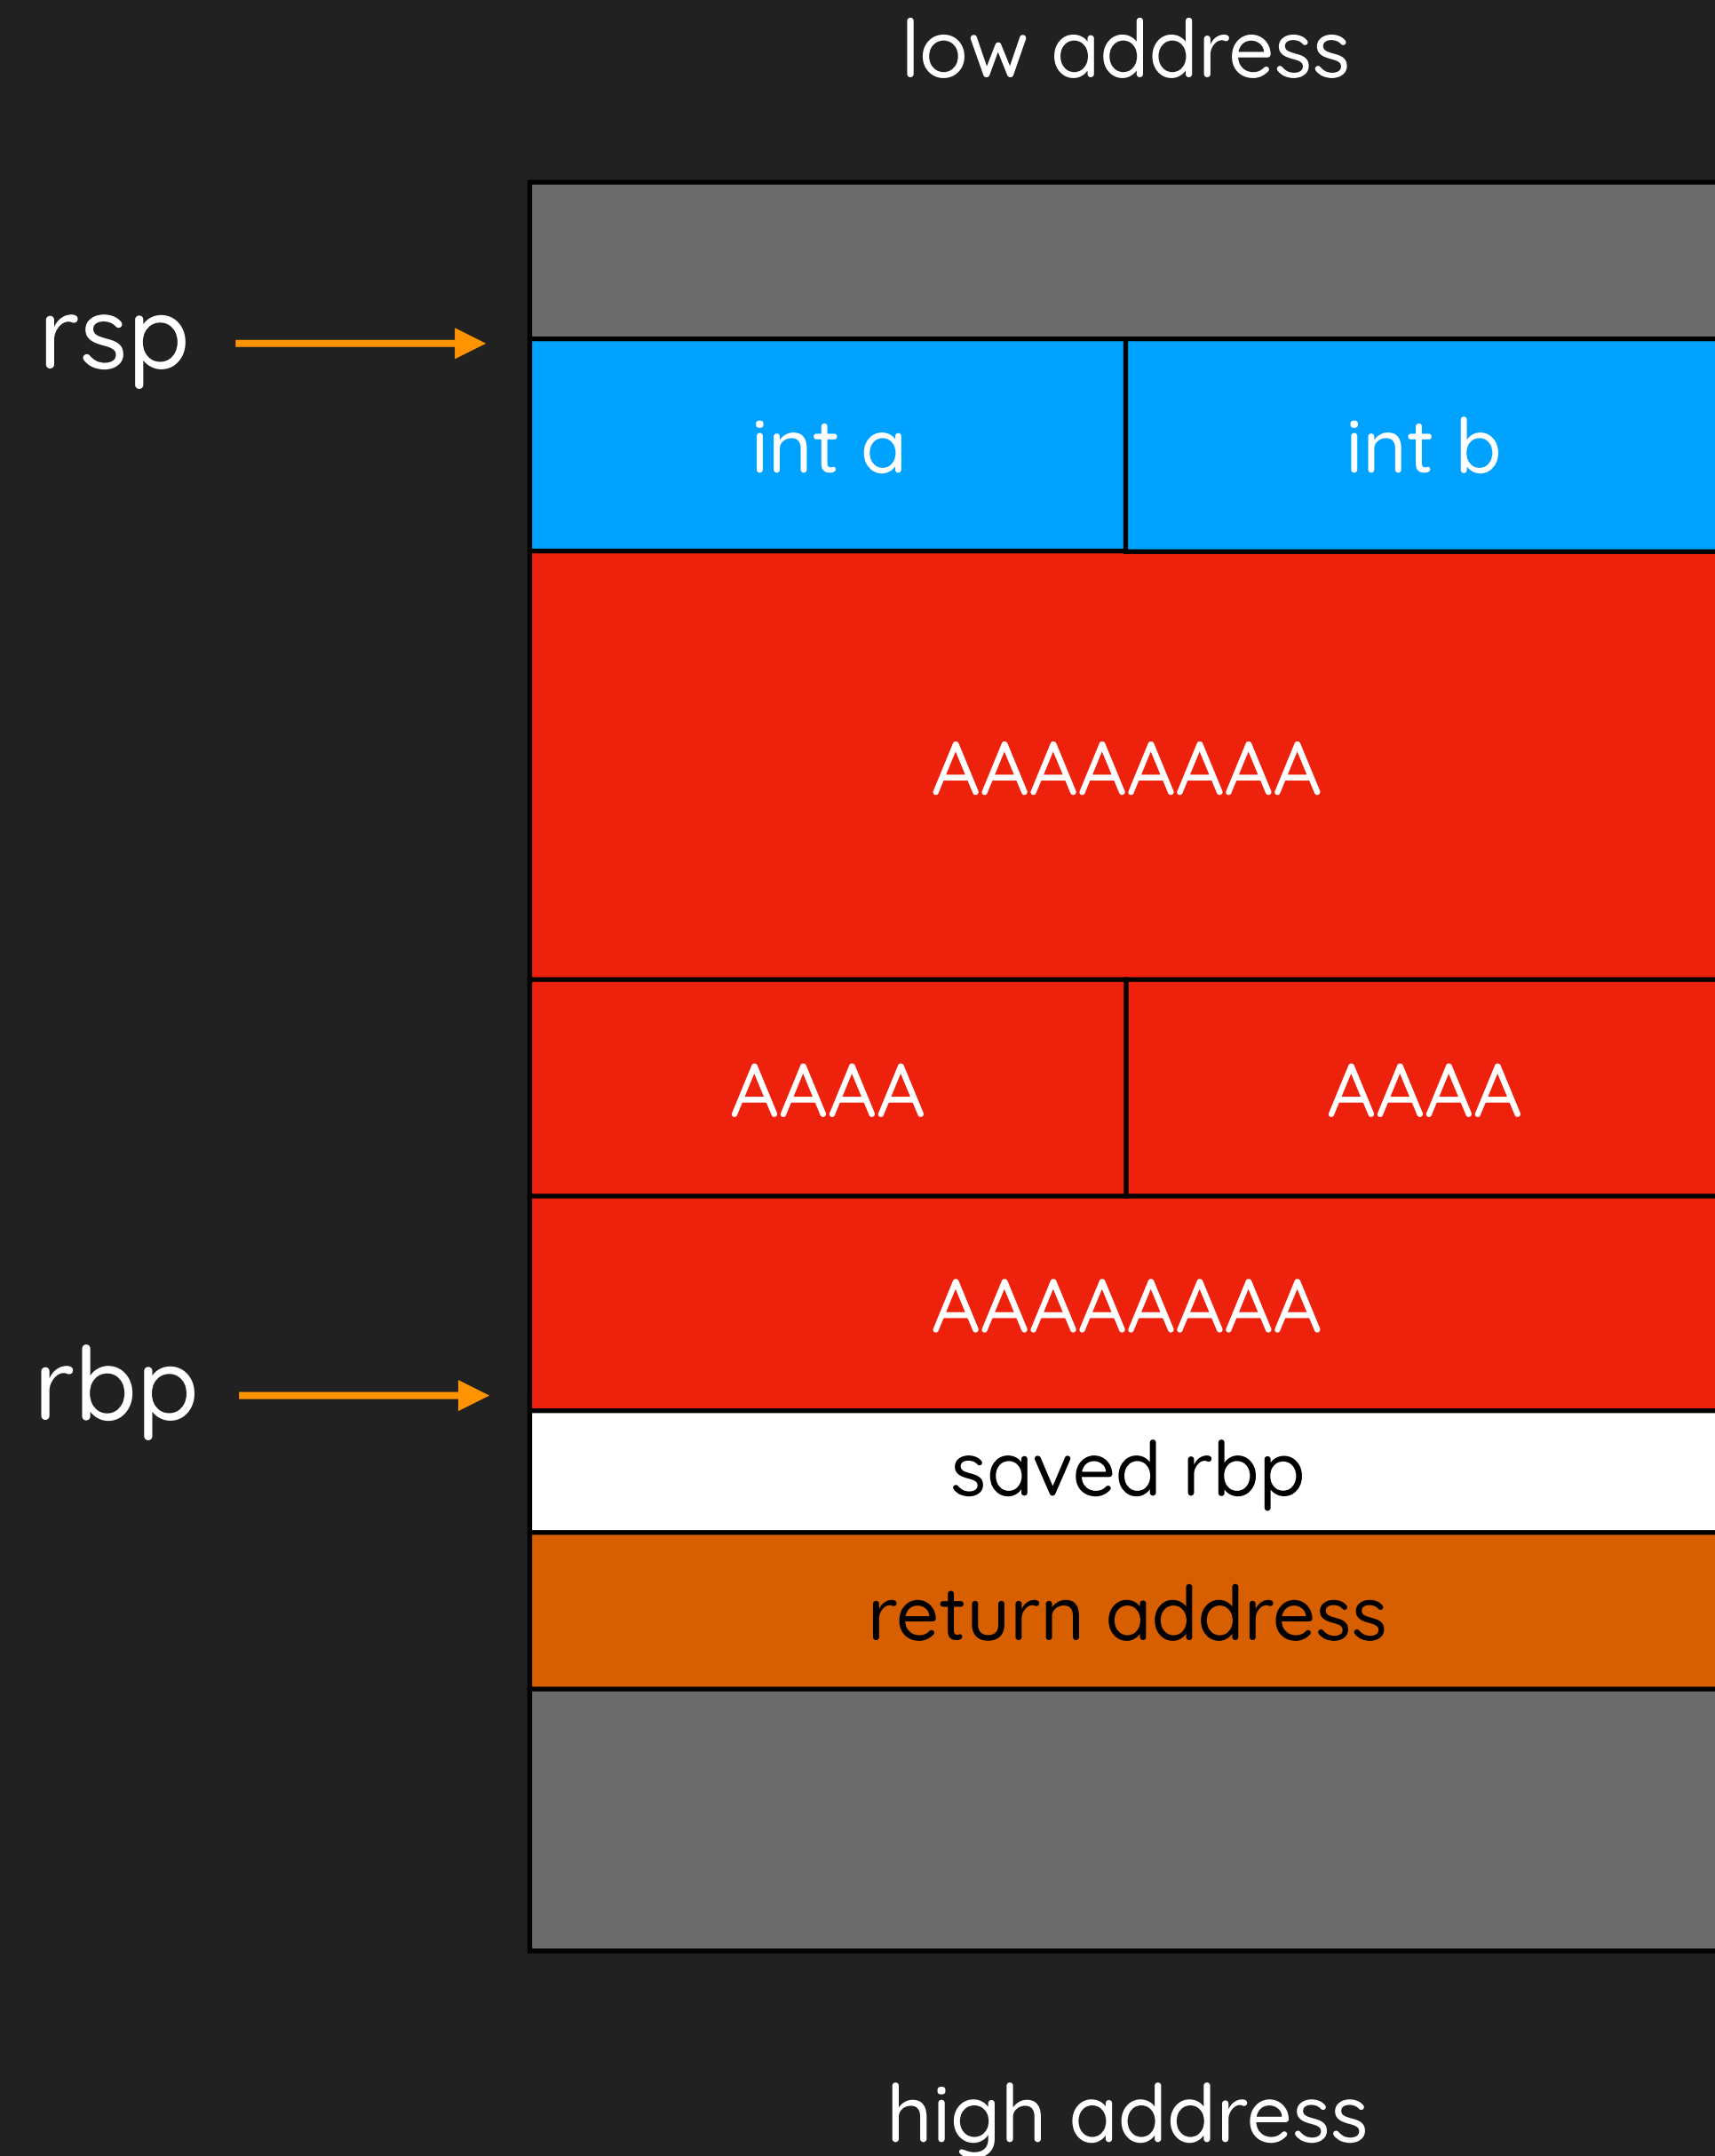 low address
rsp
int a int b
AAAAAAAA
AAAA AAAA
AAAAAAAA
rbp
saved rbp
return address
high address